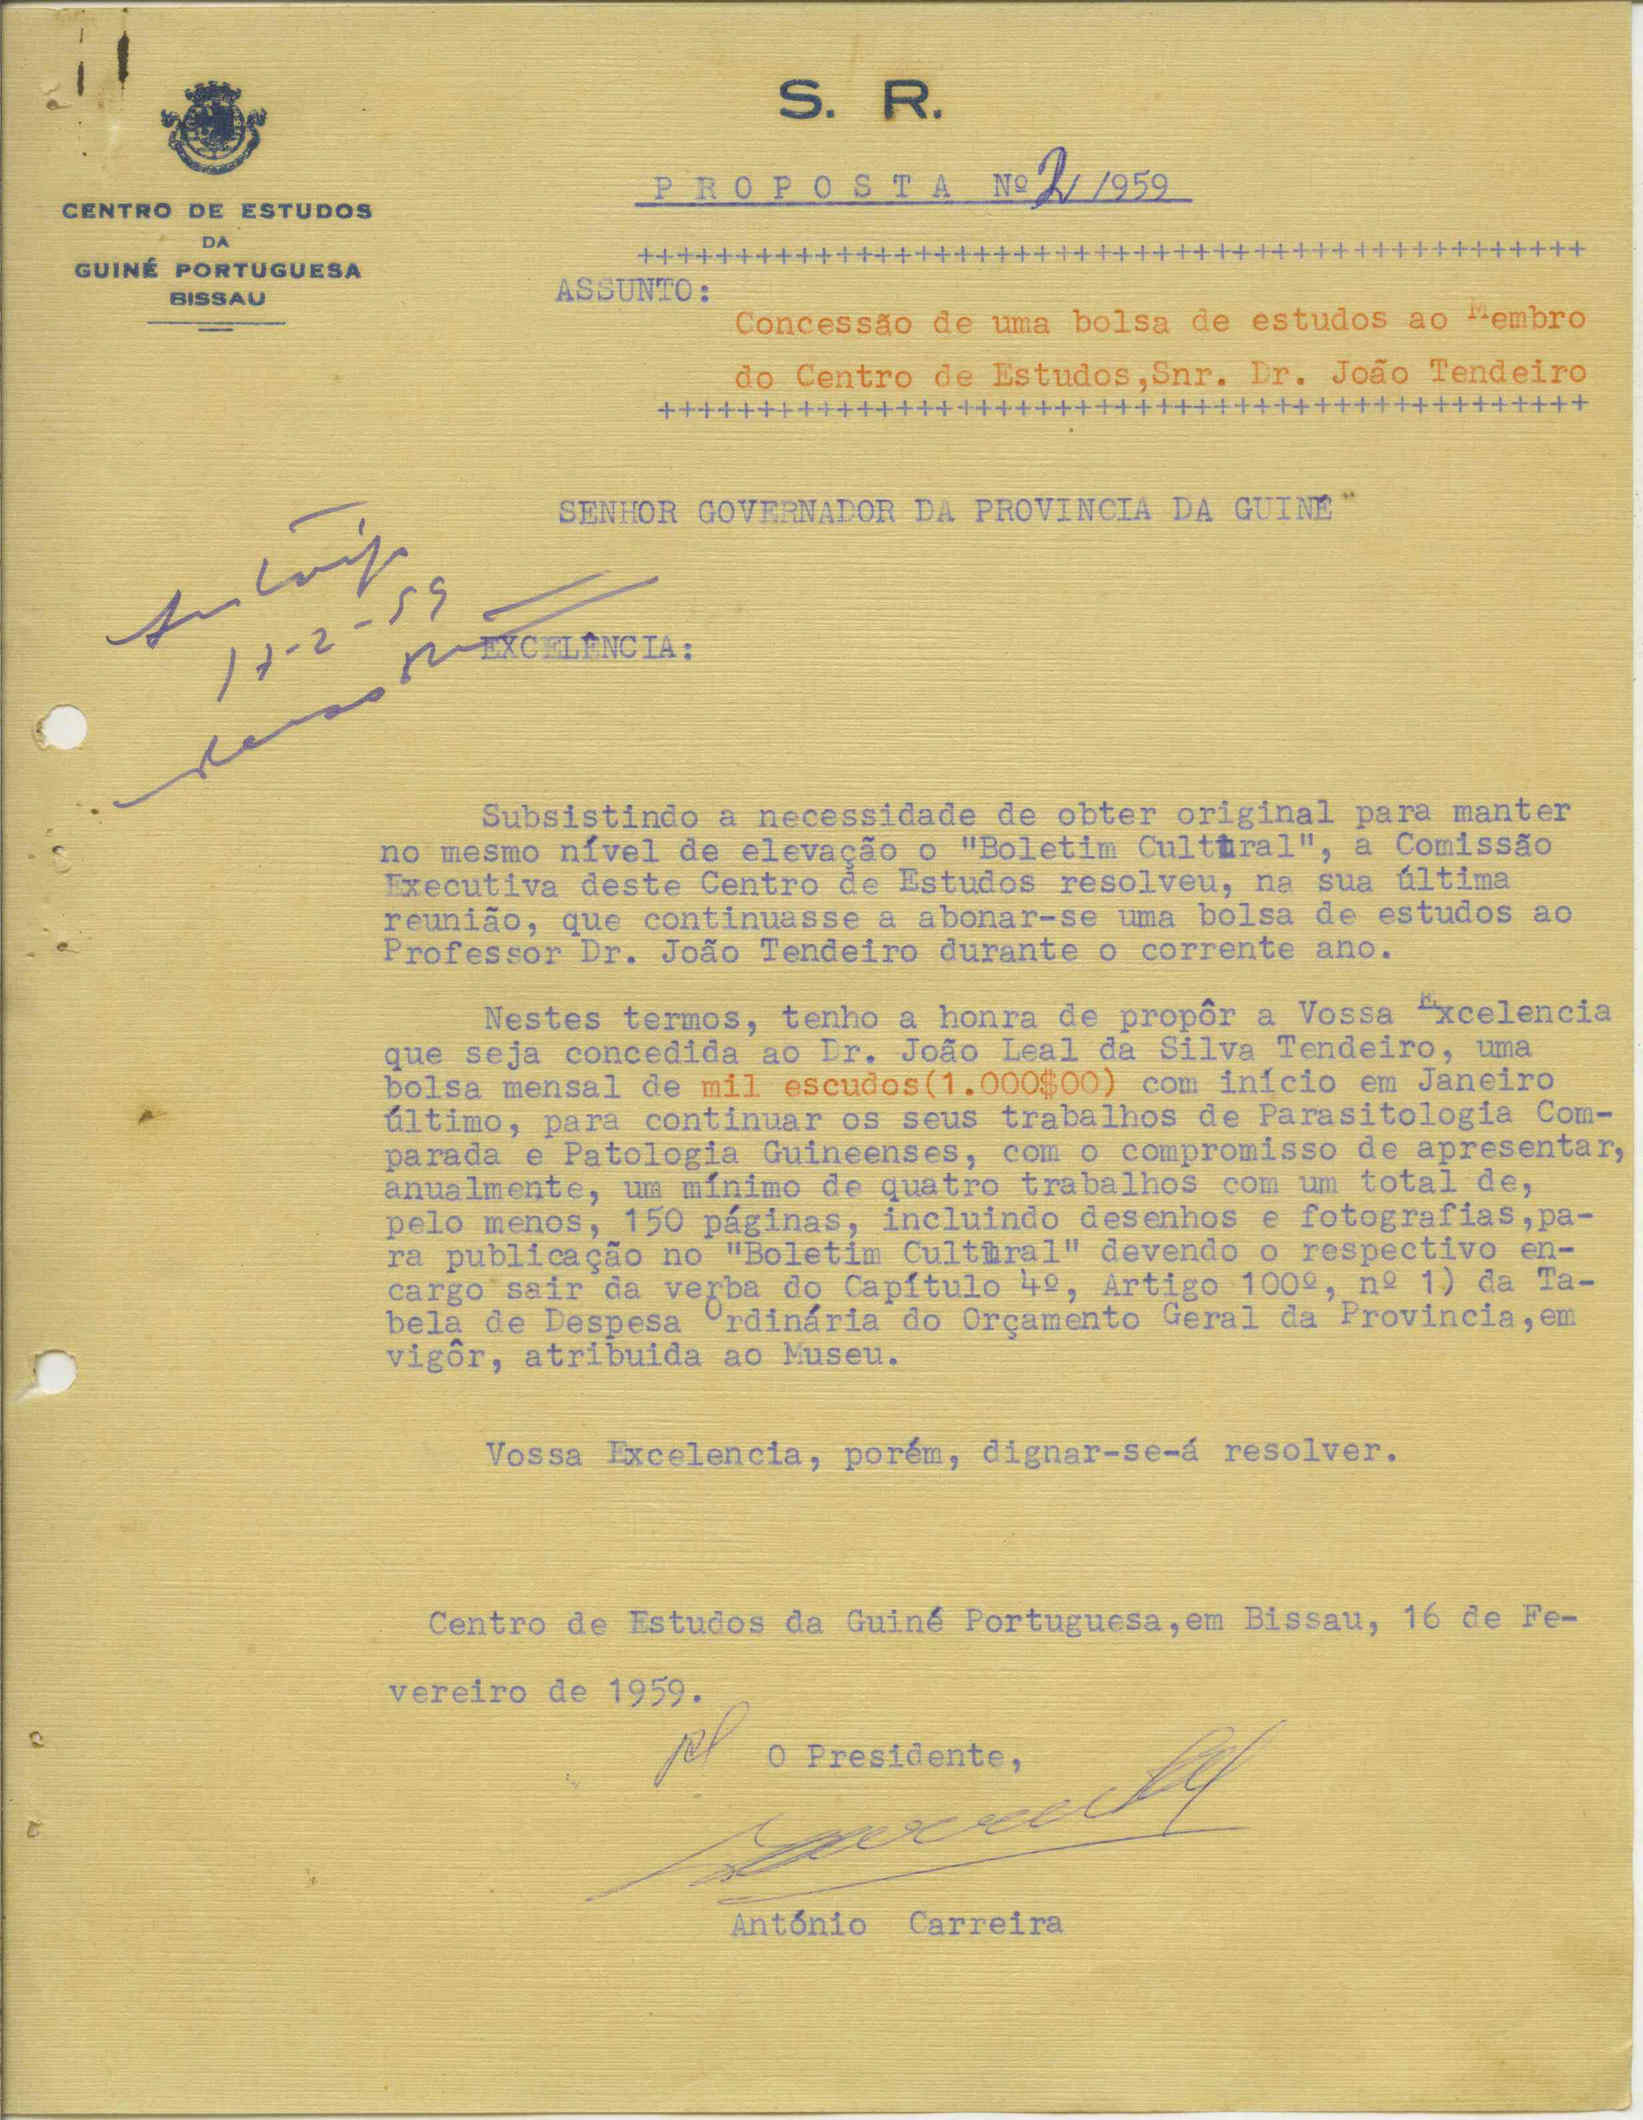 S. R.
CENTRO DE ESTUDOS
DA
GUINÉ PORTUGUESA
BISSAU
PROPOSTA Nº 2/1959
+++++++++++++++++++++++++++++++++++++++++++++++
ASSUNTO:
Concessão de uma bolsa de estudos ao Membro
do Centro de Estudos,Snr. Dr. João Tendeiro
+++++++++++++++++++++++++++++++++++++++++++++++
SENHOR GOVERNADOR DA PROVINCIA DA GUINÉ
17-2-59
EXCELÊNCIA:
Subsistindo a necessidade de obter original para manter
no mesmo nível de elevação o "Boletim Cultural", a Comissão
Executiva deste Centro de Estudos resolveu, na sua última
reunião, que continuasse a abonar-se uma bolsa de estudos ao
Professor Dr. João Tendeiro durante o corrente ano.
Nestes termos, tenho a honra de propôr a Vossa Excelencia
que seja concedida ao Dr. João Leal da Silva Tendeiro, uma
bolsa mensal de mil escudos(1.000$00) com início em Janeiro
último, para continuar os seus trabalhos de Parasitologia Com-
parada e Patologia Guineenses, com o compromisso de apresentar,
anualmente, um mínimo de quatro trabalhos com um total de,
pelo menos, 150 páginas, incluindo desenhos e fotografias,pa-
ra publicação no "Boletim Cultural" devendo o respectivo en-
cargo sair da verba do Capítulo 4º, Artigo 100º, nº 1) da Ta-
bela de Despesa Ordinária do Orçamento Geral da Provincia,em
vigôr, atribuida ao Museu.
Vossa Excelencia, porém, dignar-se-á resolver.
Centro de Estudos da Guiné Portuguesa,em Bissau, 16 de Fe-
vereiro de 1959.
O Presidente,
António Carreira